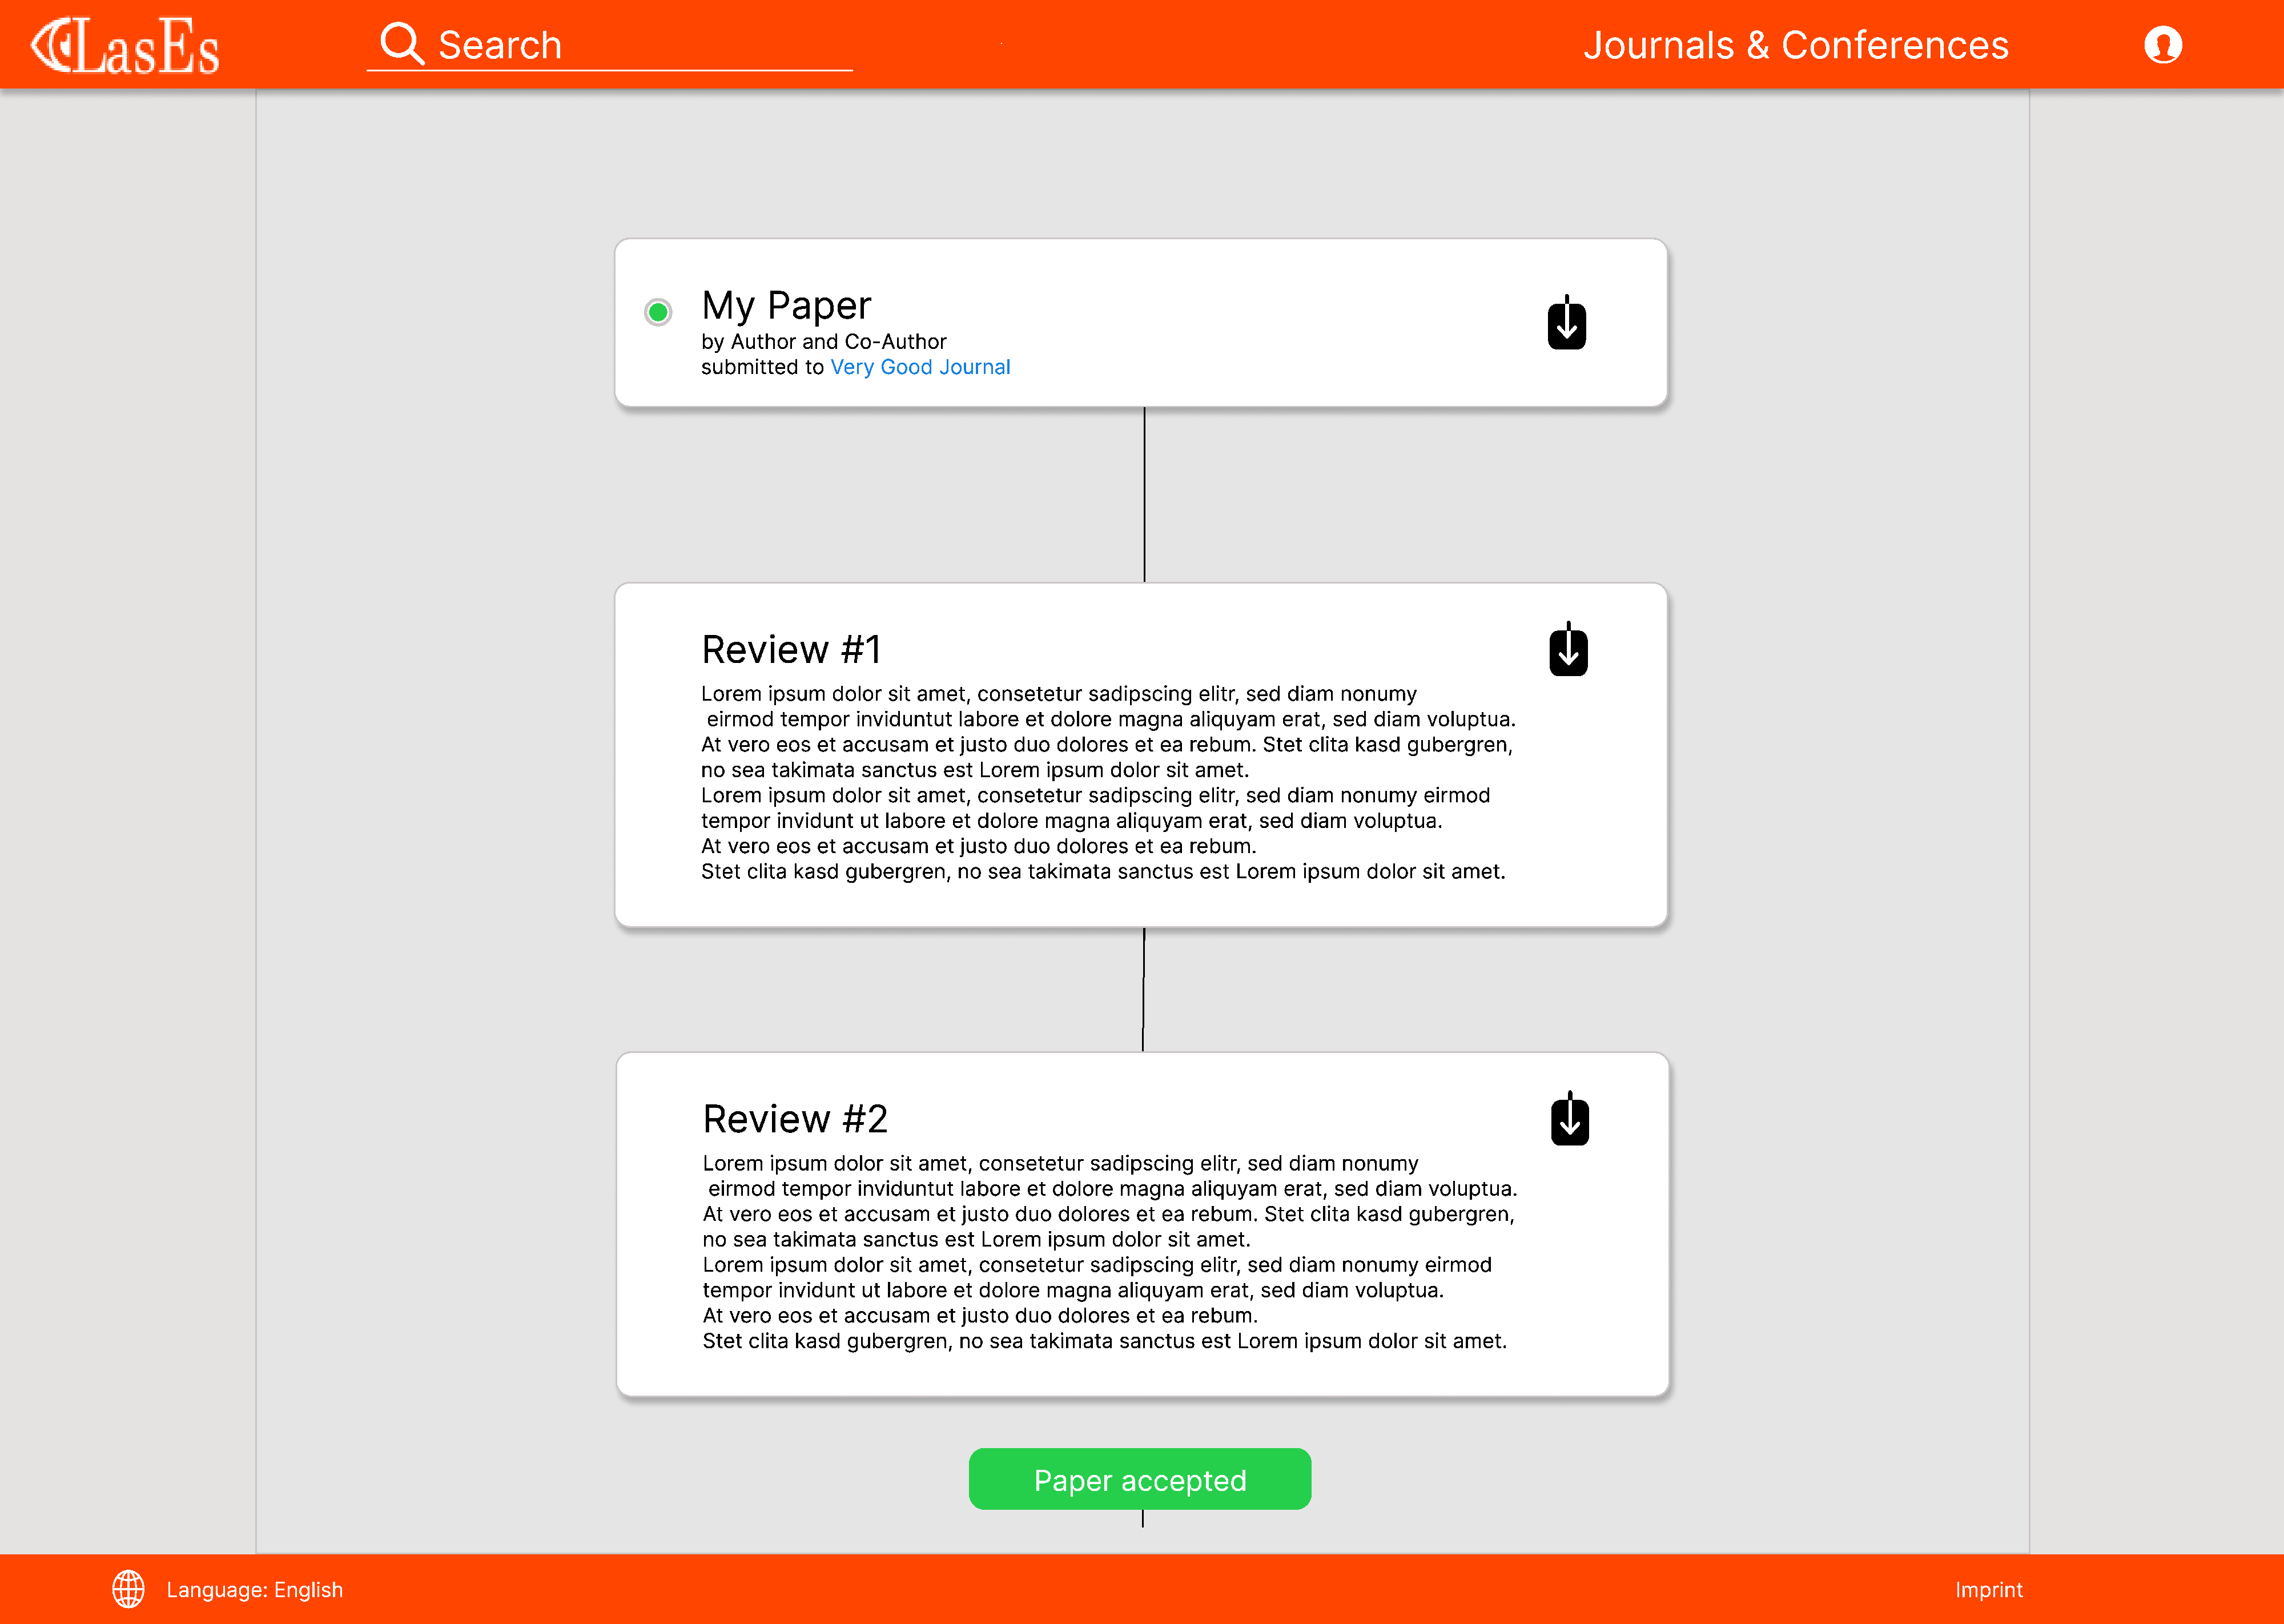 LasEs
Search
Journals & Conferences
My Paper
by Author and Co-Author
submitted to Very Good Journal
Review #1
Lorem ipsum dolor sit amet, consetetur sadipscing elitr, sed diam nonumy
eirmod tempor inviduntut labore et dolore magna aliquyam erat, sed diam voluptua.
At vero eos et accusam et justo duo dolores et ea rebum. Stet clita kasd gubergren,
no sea takimata sanctus est Lorem ipsum dolor sit amet.
Lorem ipsum dolor sit amet, consetetur sadipscing elitr, sed diam nonumy eirmod
tempor invidunt ut labore et dolore magna aliquyam erat, sed diam voluptua.
At vero eos et accusam et justo duo dolores et ea rebum.
Stet clita kasd gubergren, no sea takimata sanctus est Lorem ipsum dolor sit amet.
Review #2
Lorem ipsum dolor sit amet, consetetur sadipscing elitr, sed diam nonumy
eirmod tempor inviduntut labore et dolore magna aliquyam erat, sed diam voluptua.
At vero eos et accusam et justo duo dolores et ea rebum. Stet clita kasd gubergren,
no sea takimata sanctus est Lorem ipsum dolor sit amet.
Lorem ipsum dolor sit amet, consetetur sadipscing elitr, sed diam nonumy eirmod
tempor invidunt ut labore et dolore magna aliquyam erat, sed diam voluptua.
At vero eos et accusam et justo duo dolores et ea rebum.
Stet clita kasd gubergren, no sea takimata sanctus est Lorem ipsum dolor sit amet.
Paper accepted
Language: English
Imprint